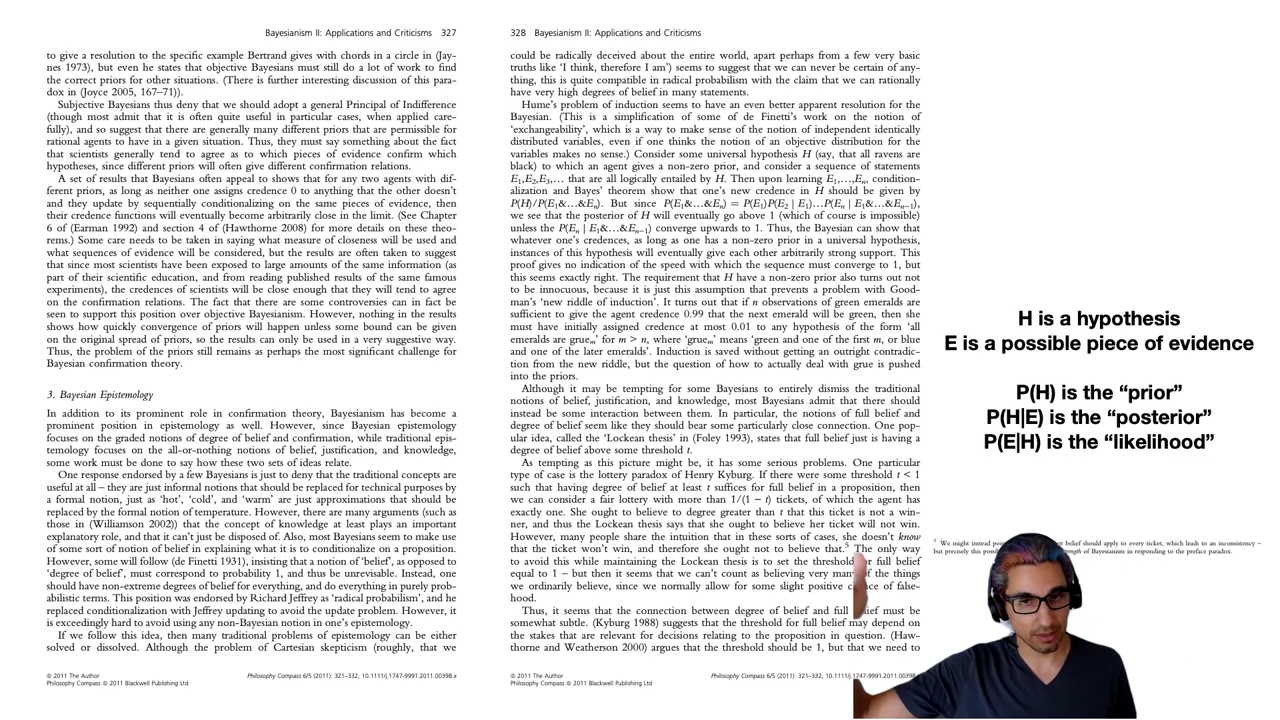 Bayesianism II: Applications and Criticisms 327
to give a resolution to the specific example Bertrand gives with chords in a circle in (Jay-
nes 1973), but even he states that objective Bayesians must still do a lot of work to find
the correct priors for other situations. (There is further interesting discussion of this para-
dox in (Joyce 2005, 167–71)).
Subjective Bayesians thus deny that we should adopt a general Principal of Indifference
(though most admit that it is often quite useful in particular cases, when applied care-
fully), and so suggest that there are generally many different priors that are permissible for
rational agents to have in a given situation. Thus, they must say something about the fact
that scientists generally tend to agree as to which pieces of evidence confirm which
hypotheses, since different priors will often give different confirmation relations.
A set of results that Bayesians often appeal to shows that for any two agents with dif-
ferent priors, as long as neither one assigns credence 0 to anything that the other doesn't
and they update by sequentially conditionalizing on the same pieces of evidence, then
their credence functions will eventually become arbitrarily close in the limit. (See Chapter
6 of (Earman 1992) and section 4 of (Hawthorne 2008) for more details on these theo-
rems.) Some care needs to be taken in saying what measure of closeness will be used and
what sequences of evidence will be considered, but the results are often taken to suggest
that since most scientists have been exposed to large amounts of the same information (as
part of their scientific education, and from reading published results of the same famous
experiments), the credences of scientists will be close enough that they will tend to agree
on the confirmation relations. The fact that there are some controversies can in fact be
seen to support this position over objective Bayesianism. However, nothing in the results
shows how quickly convergence of priors will happen unless some bound can be given
on the original spread of priors, so the results can only be used in a very suggestive way.
Thus, the problem of the priors still remains as perhaps the most significant challenge for
Bayesian confirmation theory.
3. Bayesian Epistemology
In addition to its prominent role in confirmation theory, Bayesianism has become a
prominent position in epistemology as well. However, since Bayesian epistemology
focuses on the graded notions of degree of belief and confirmation, while traditional epis-
temology focuses on the all-or-nothing notions of belief, justification, and knowledge,
some work must be done to say how these two sets of ideas relate.
One response endorsed by a few Bayesians is just to deny that the traditional concepts are
useful at all – they are just informal notions that should be replaced for technical purposes by
a formal notion, just as 'hot', 'cold', and 'warm' are just approximations that should be
replaced by the formal notion of temperature. However, there are many arguments (such as
those in (Williamson 2002)) that the concept of knowledge at least plays an important
explanatory role, and that it can't just be disposed of. Also, most Bayesians seem to make use
of some sort of notion of belief in explaining what it is to conditionalize on a proposition.
However, some will follow (de Finetti 1931), insisting that a notion of 'belief', as opposed to
'degree of belief', must correspond to probability 1, and thus be unrevisable. Instead, one
should have non-extreme degrees of belief for everything, and do everything in purely prob-
abilistic terms. This position was endorsed by Richard Jeffrey as 'radical probabilism', and he
replaced conditionalization with Jeffrey updating to avoid the update problem. However, it
is exceedingly hard to avoid using any non-Bayesian notion in one's epistemology.
If we follow this idea, then many traditional problems of epistemology can be either
solved or dissolved. Although the problem of Cartesian skepticism (roughly, that we
© 2011 The Author
Philosophy Compass © 2011 Blackwell Publishing Ltd
Philosophy Compass 6/5 (2011): 321–332, 10.1111/j.1747-9991.2011.00398.x
328 Bayesianism II: Applications and Criticisms
could be radically deceived about the entire world, apart perhaps from a few very basic
truths like 'I think, therefore I am') seems to suggest that we can never be certain of any-
thing, this is quite compatible in radical probabilism with the claim that we can rationally
have very high degrees of belief in many statements.
Hume's problem of induction seems to have an even better apparent resolution for the
Bayesian. (This is a simplification of some of de Finetti's work on the notion of
'exchangeability', which is a way to make sense of the notion of independent identically
distributed variables, even if one thinks the notion of an objective distribution for the
variables makes no sense.) Consider some universal hypothesis H (say, that all ravens are
black) to which an agent gives a non-zero prior, and consider a sequence of statements
E1,E2,E3,... that are all logically entailed by H. Then upon learning E1,...,En, condition-
alization and Bayes' theorem show that one's new credence in H should be given by
P(H)/P(E1&...&En). But since P(E1&...&En) = P(E1)P(E2 | E1)...P(En | E1&...&En−1),
we see that the posterior of H will eventually go above 1 (which of course is impossible)
unless the P(En | E1&...&En−1) converge upwards to 1. Thus, the Bayesian can show that
whatever one's credences, as long as one has a non-zero prior in a universal hypothesis,
instances of this hypothesis will eventually give each other arbitrarily strong support. This
proof gives no indication of the speed with which the sequence must converge to 1, but
this seems exactly right. The requirement that H have a non-zero prior also turns out not
to be innocuous, because it is just this assumption that prevents a problem with Good-
man's 'new riddle of induction'. It turns out that if n observations of green emeralds are
sufficient to give the agent credence 0.99 that the next emerald will be green, then she
must have initially assigned credence at most 0.01 to any hypothesis of the form 'all
emeralds are gruem' for m > n, where 'gruem' means 'green and one of the first m, or blue
and one of the later emeralds'. Induction is saved without getting an outright contradic-
tion from the new riddle, but the question of how to actually deal with grue is pushed
into the priors.
Although it may be tempting for some Bayesians to entirely dismiss the traditional
notions of belief, justification, and knowledge, most Bayesians admit that there should
instead be some interaction between them. In particular, the notions of full belief and
degree of belief seem like they should bear some particularly close connection. One pop-
ular idea, called the 'Lockean thesis' in (Foley 1993), states that full belief just is having a
degree of belief above some threshold t.
As tempting as this picture might be, it has some serious problems. One particular
type of case is the lottery paradox of Henry Kyburg. If there were some threshold t < 1
such that having degree of belief at least t suffices for full belief in a proposition, then
we can consider a fair lottery with more than 1/(1 − t) tickets, of which the agent has
exactly one. She ought to believe to degree greater than t that this ticket is not a win-
ner, and thus the Lockean thesis says that she ought to believe her ticket will not win.
However, many people share the intuition that in these sorts of cases, she doesn't know
that the ticket won't win, and therefore she ought not to believe that.5 The only way
to avoid this while maintaining the Lockean thesis is to set the threshold for full belief
equal to 1 – but then it seems that we can't count as believing very many of the things
we ordinarily believe, since we normally allow for some slight positive of false-
hood.
Thus, it seems that the connection between degree of belief and full must be
somewhat subtle. (Kyburg 1988) suggests that the threshold for full belief may depend on
the stakes that are relevant for decisions relating to the proposition in question. (Haw-
thorne and Weatherson 2000) argues that the threshold should be 1, but that we need to
© 2011 The Author
Philosophy Compass © 2011 Blackwell Publishing Ltd
Philosophy Compass 6/5 (2011): 321–332, 10.1111/j.1747-9991.2011.00398.x
H is a hypothesis
E is a possible piece of evidence
P(H) is the “prior”
P(H|E) is the “posterior”
P(E|H) is the “likelihood”
5 We might instead belief should apply to every ticket, which leads to an inconsistency –
but precisely this of Bayesianism in responding to the preface paradox.